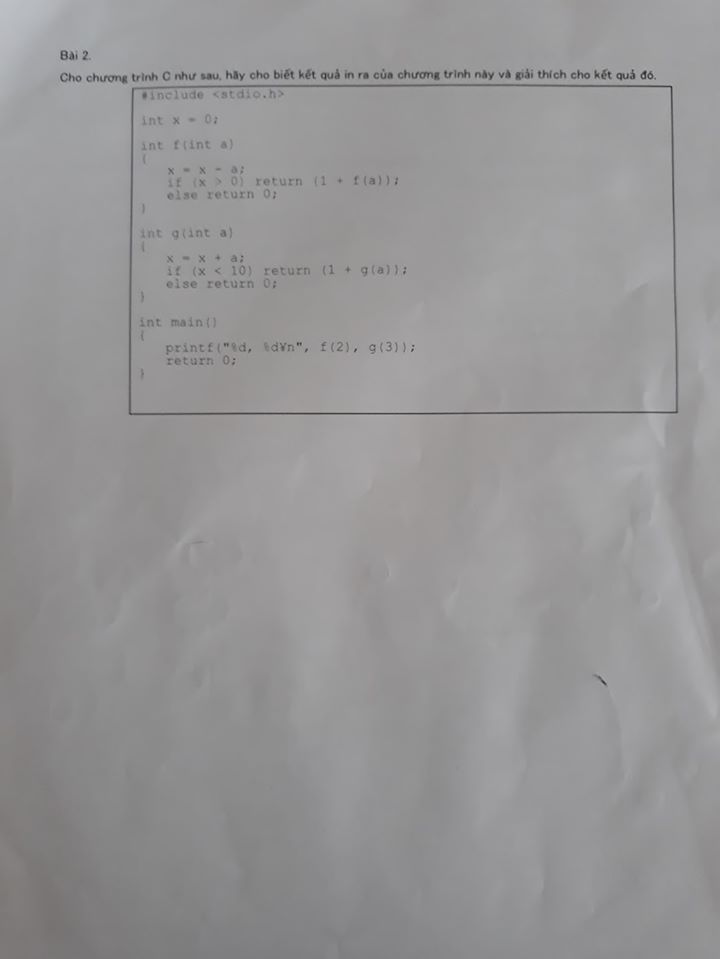 Bài 2.
Cho chương trình C như sau, hãy cho biết kết quả in ra của chương trình này và giải thích cho kết quả đó.
#include <stdio.h>
int x = 0;
int f(int a)
{
x = x - a;
if (x > 0) return (1 + f(a));
else return 0;
}
int g(int a)
{
x = x + a;
if (x < 10) return (1 + g(a));
else return 0;
}
int main()
{
printf("%d, %d¥n", f(2), g(3));
return 0;
}